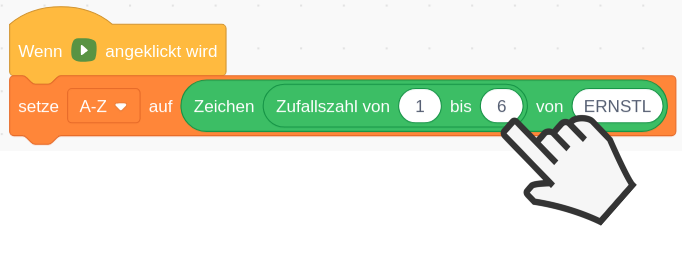 Wenn angeklickt wird
setze A-Z auf Zeichen Zufallszahl von 1 bis 6 von ERNSTL